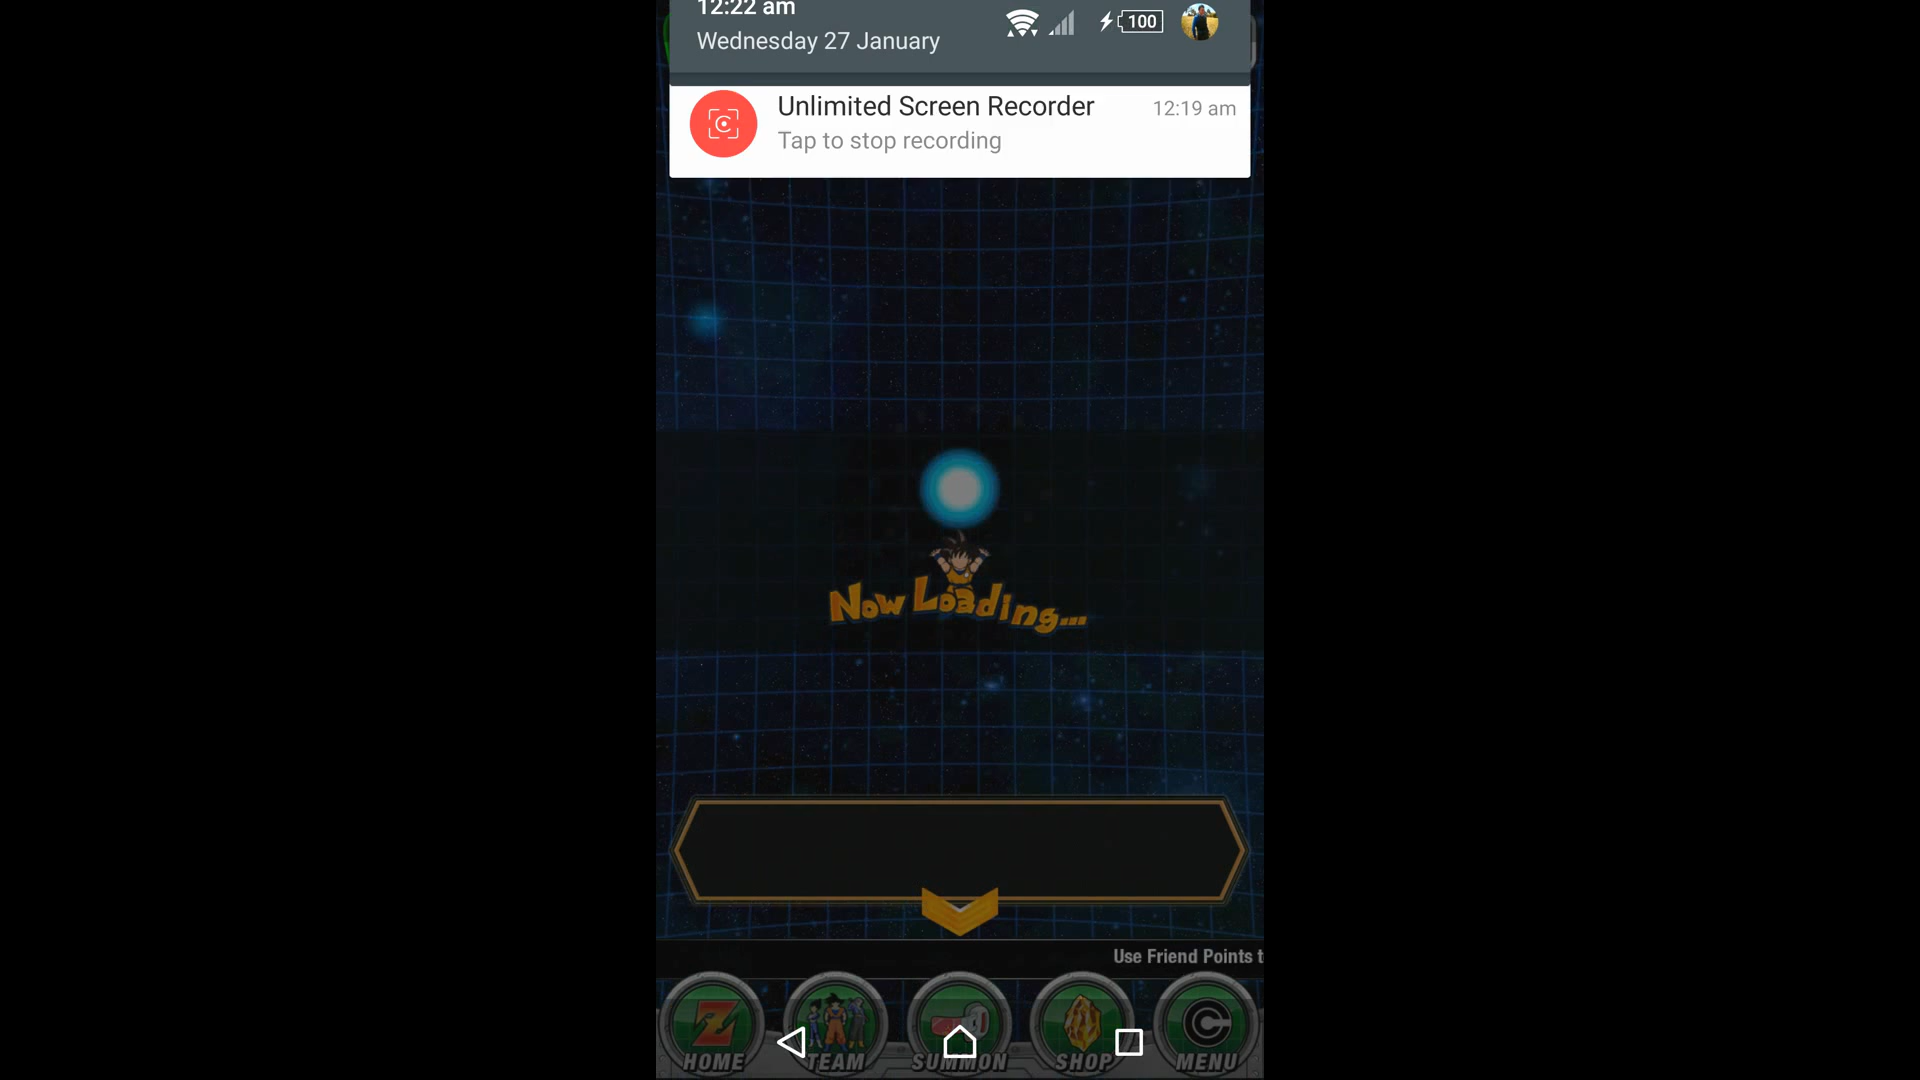 12:22 am
100
Wednesday 27 January
Unlimited Screen Recorder
12:19 am
Tap to stop recording
Now Loading...
Use Friend Points t
HOME
TEAM
SUMMON
SHOP
MENU